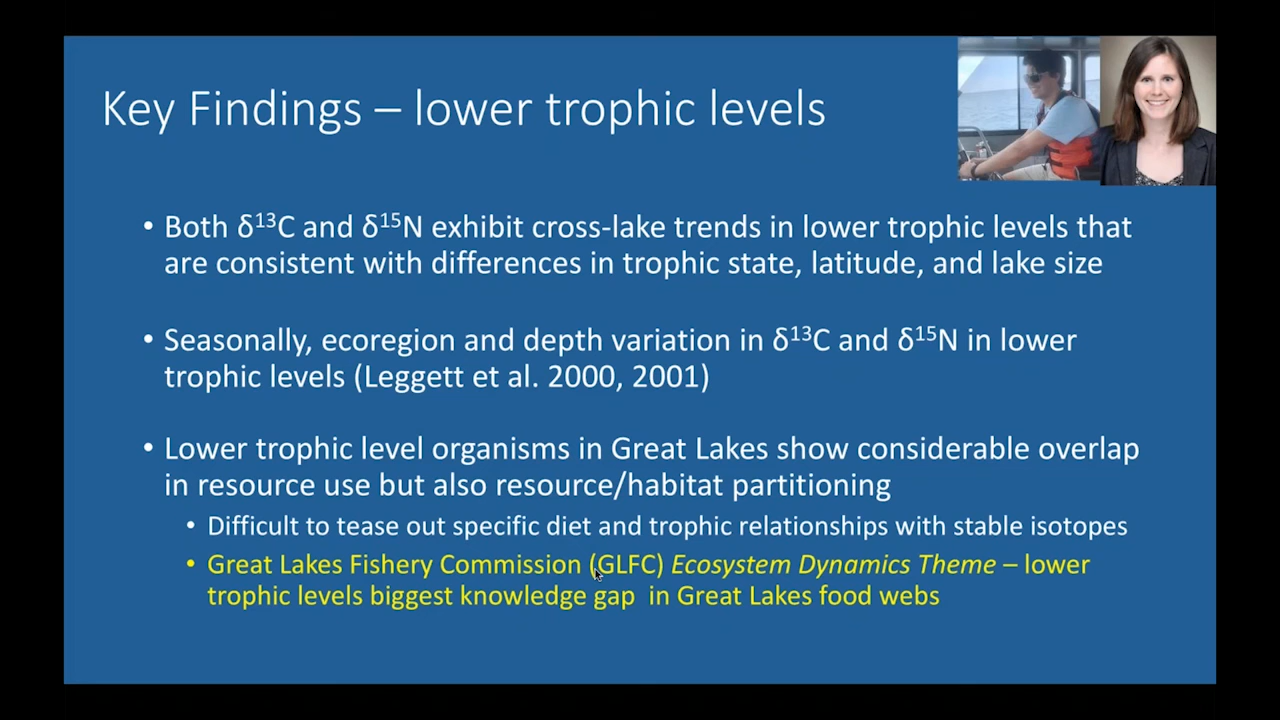 Key Findings – lower trophic levels
• Both δ¹³C and δ¹⁵N exhibit cross-lake trends in lower trophic levels that
are consistent with differences in trophic state, latitude, and lake size
• Seasonally, ecoregion and depth variation in δ¹³C and δ¹⁵N in lower
trophic levels (Leggett et al. 2000, 2001)
• Lower trophic level organisms in Great Lakes show considerable overlap
in resource use but also resource/habitat partitioning
• Difficult to tease out specific diet and trophic relationships with stable isotopes
• Great Lakes Fishery Commission (GLFC) Ecosystem Dynamics Theme – lower
trophic levels biggest knowledge gap  in Great Lakes food webs